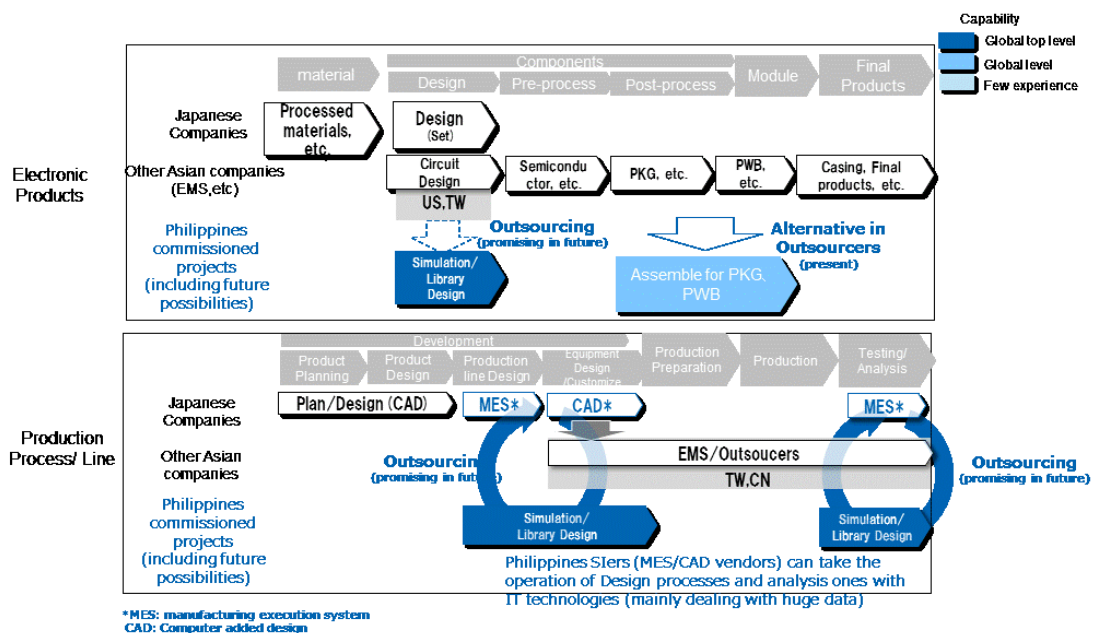 Capability
Global top level
Global level
Few experience
Components
material
Design
Pre-process
Post-process
Module
Final
Products
Japanese
Companies
Processed
materials,
etc.
Design
(Set)
Electronic
Products
Other Asian companies
(EMS,etc)
Circuit
Design
Semicondu
ctor, etc.
PKG, etc.
PWB,
etc.
Casing, Final
products, etc.
US,TW
Philippines
commissioned
projects
(including future
possibilities)
Outsourcing
(promising in future)
Alternative in
Outsourcers
(present)
Simulation/
Library
Design
Assemble for PKG,
PWB
Development
Product
Planning
Product
Design
Production
line Design
Equipment
Design
/Customize
Production
Preparation
Production
Testing/
Analysis
Japanese
Companies
Plan/Design (CAD)
MES*
CAD*
MES*
Production
Process/ Line
Other Asian
companies
EMS/Outsoucers
TW,CN
Outsourcing
(promising in future)
Outsourcing
(promising in future)
Philippines
commissioned
projects
(including future
possibilities)
Simulation/
Library Design
Simulation/
Library Design
Philippines SIers (MES/CAD vendors) can take the
operation of Design processes and analysis ones with
IT technologies (mainly dealing with huge data)
*MES: manufacturing execution system
CAD: Computer added design